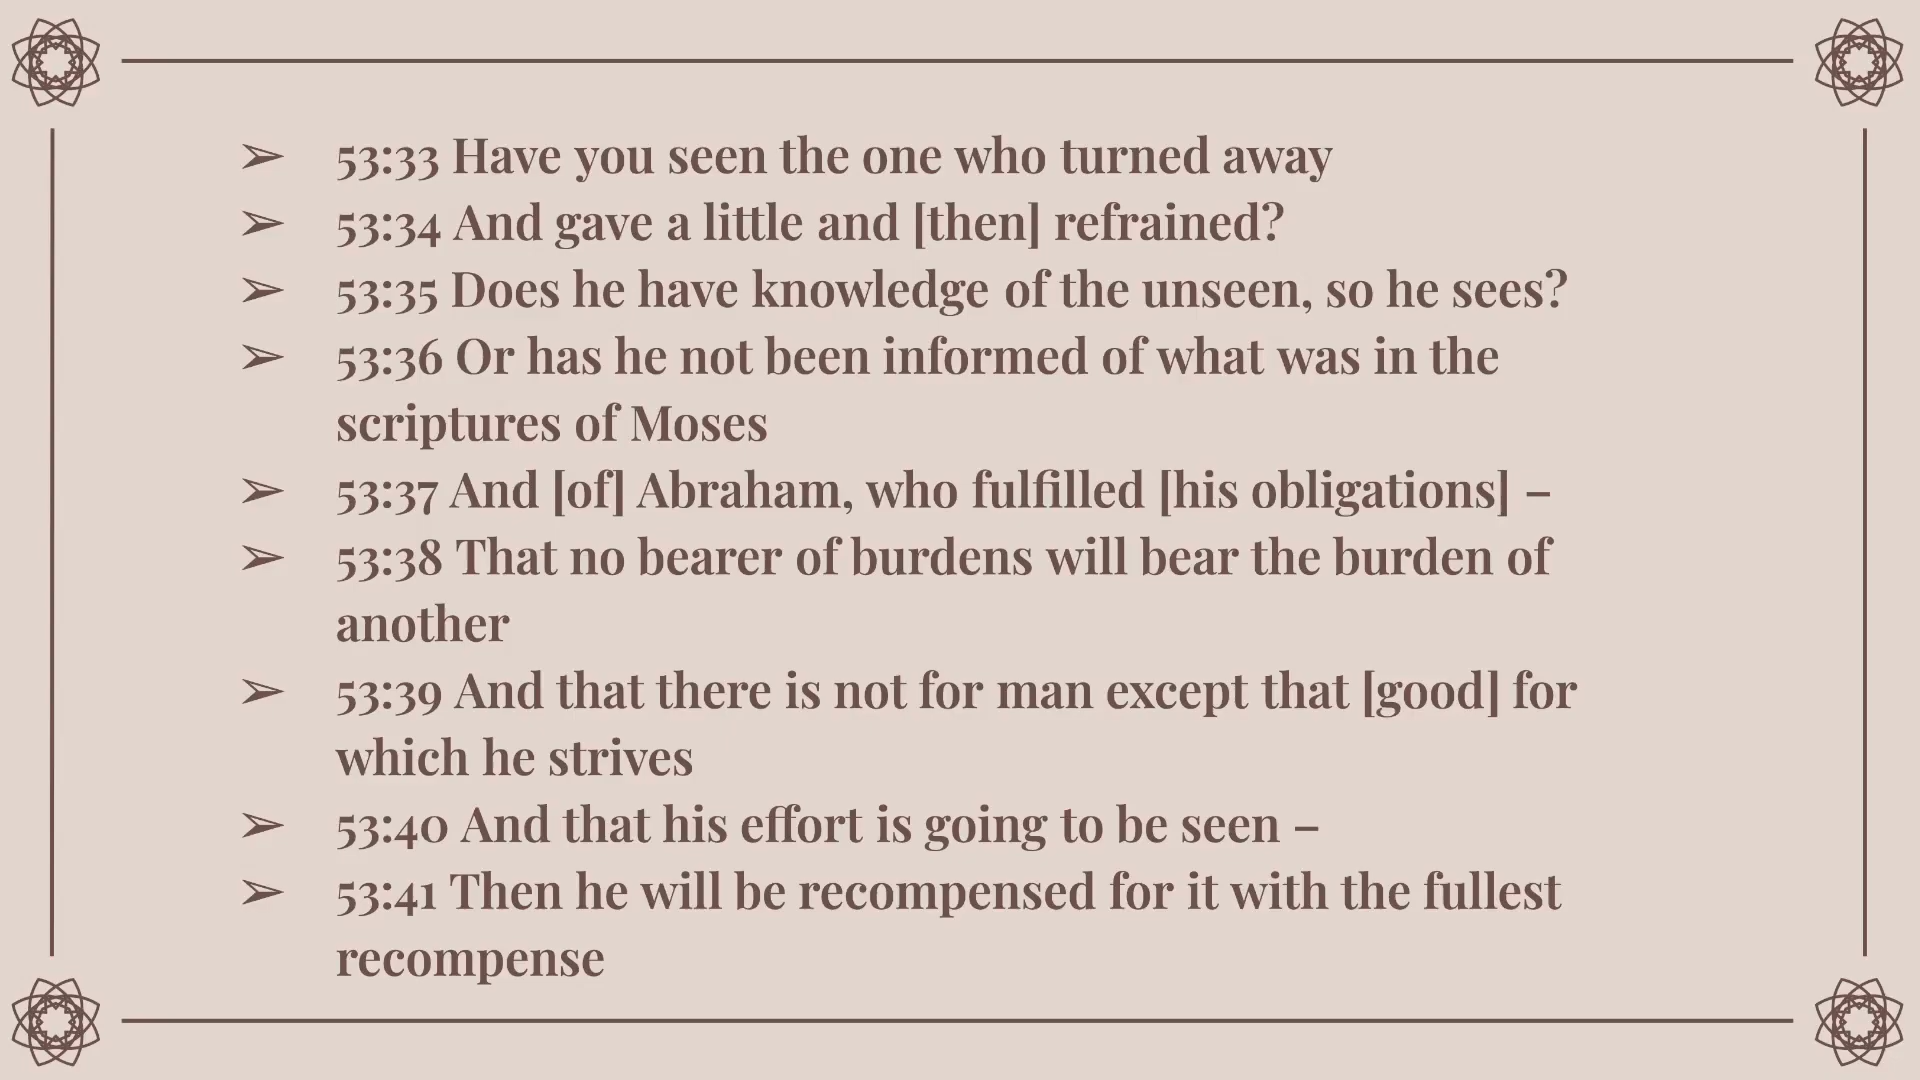 ➢ 53:33 Have you seen the one who turned away
➢ 53:34 And gave a little and [then] refrained?
➢ 53:35 Does he have knowledge of the unseen, so he sees?
➢ 53:36 Or has he not been informed of what was in the
scriptures of Moses
➢ 53:37 And [of] Abraham, who fulfilled [his obligations] –
➢ 53:38 That no bearer of burdens will bear the burden of
another
➢ 53:39 And that there is not for man except that [good] for
which he strives
➢ 53:40 And that his effort is going to be seen –
➢ 53:41 Then he will be recompensed for it with the fullest
recompense